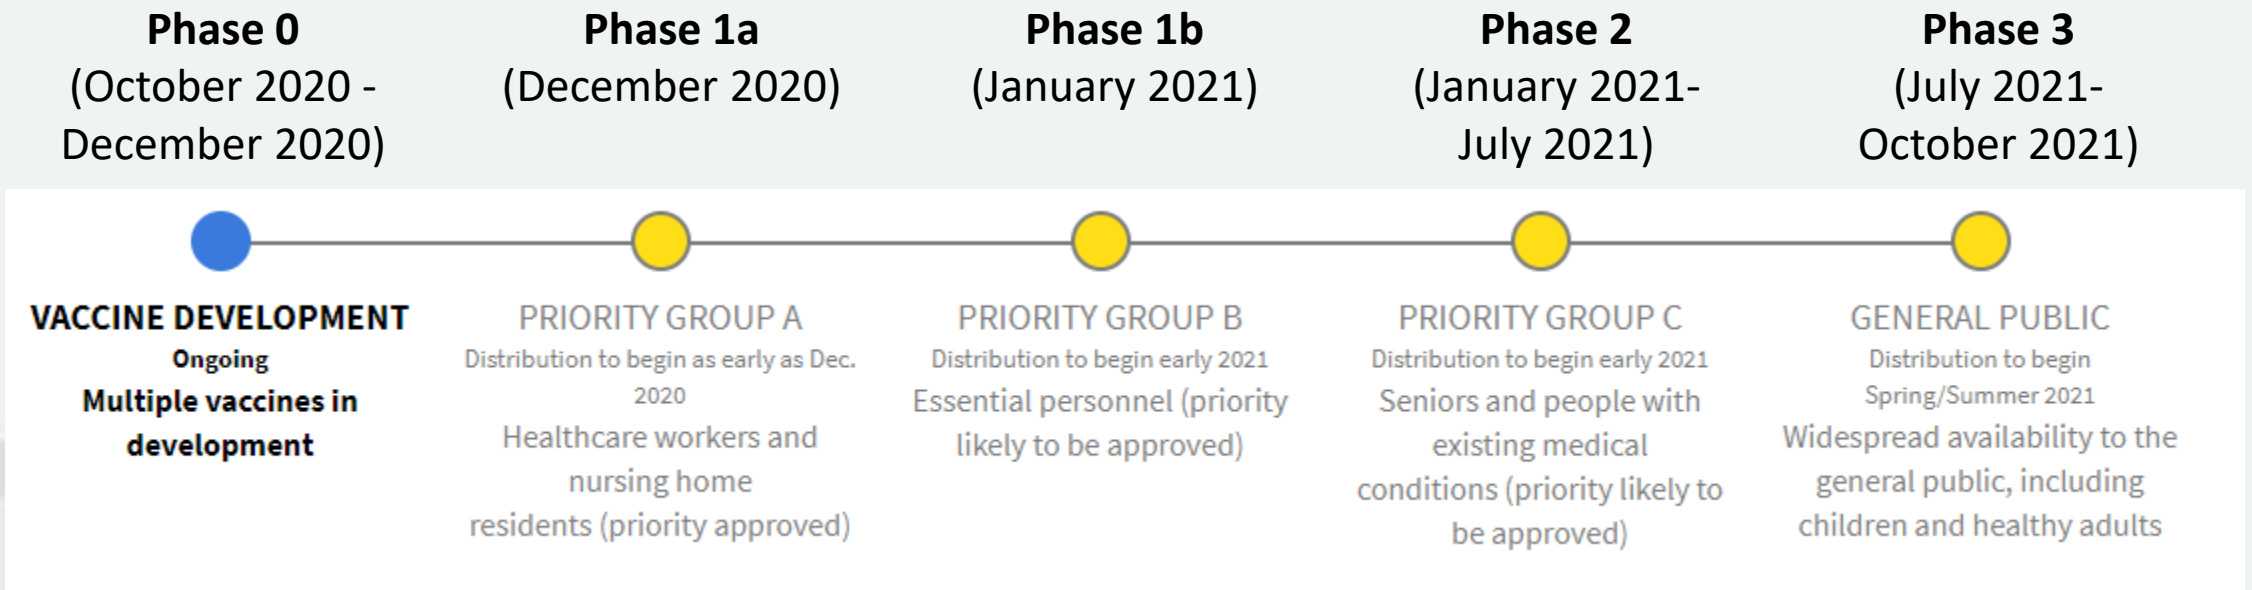 Phase 0
(October 2020 -
December 2020)
Phase 1a
(December 2020)
Phase 1b
(January 2021)
Phase 2
(January 2021-
July 2021)
Phase 3
(July 2021-
October 2021)
VACCINE DEVELOPMENT
Ongoing
Multiple vaccines in
development
PRIORITY GROUP A
Distribution to begin as early as Dec.
2020
Healthcare workers and
nursing home
residents (priority approved)
PRIORITY GROUP B
Distribution to begin early 2021
Essential personnel (priority
likely to be approved)
PRIORITY GROUP C
Distribution to begin early 2021
Seniors and people with
existing medical
conditions (priority likely to
be approved)
GENERAL PUBLIC
Distribution to begin
Spring/Summer 2021
Widespread availability to the
general public, including
children and healthy adults